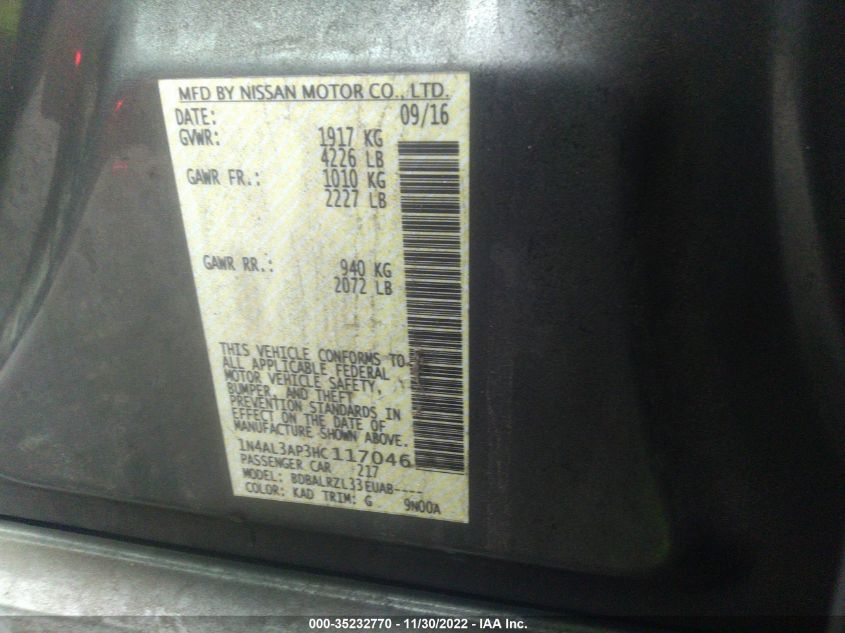 MFD BY NISSAN MOTOR CO., LTD.
DATE: 09/16
GVWR: 1917 KG
4226 LB
GAWR FR.: 1010 KG
2227 LB
GAWR RR.: 940 KG
2072 LB
THIS VEHICLE CONFORMS TO
ALL APPLICABLE FEDERAL
MOTOR VEHICLE SAFETY,
BUMPER, AND THEFT
PREVENTION STANDARDS IN
EFFECT ON THE DATE OF
MANUFACTURE SHOWN ABOVE.
1N4AL3AP3HC117046
PASSENGER CAR 217
MODEL: BDBALRZL33EUAB----
COLOR: KAD TRIM: G 9N00A
000-35232770 - 11/30/2022 - IAA Inc.